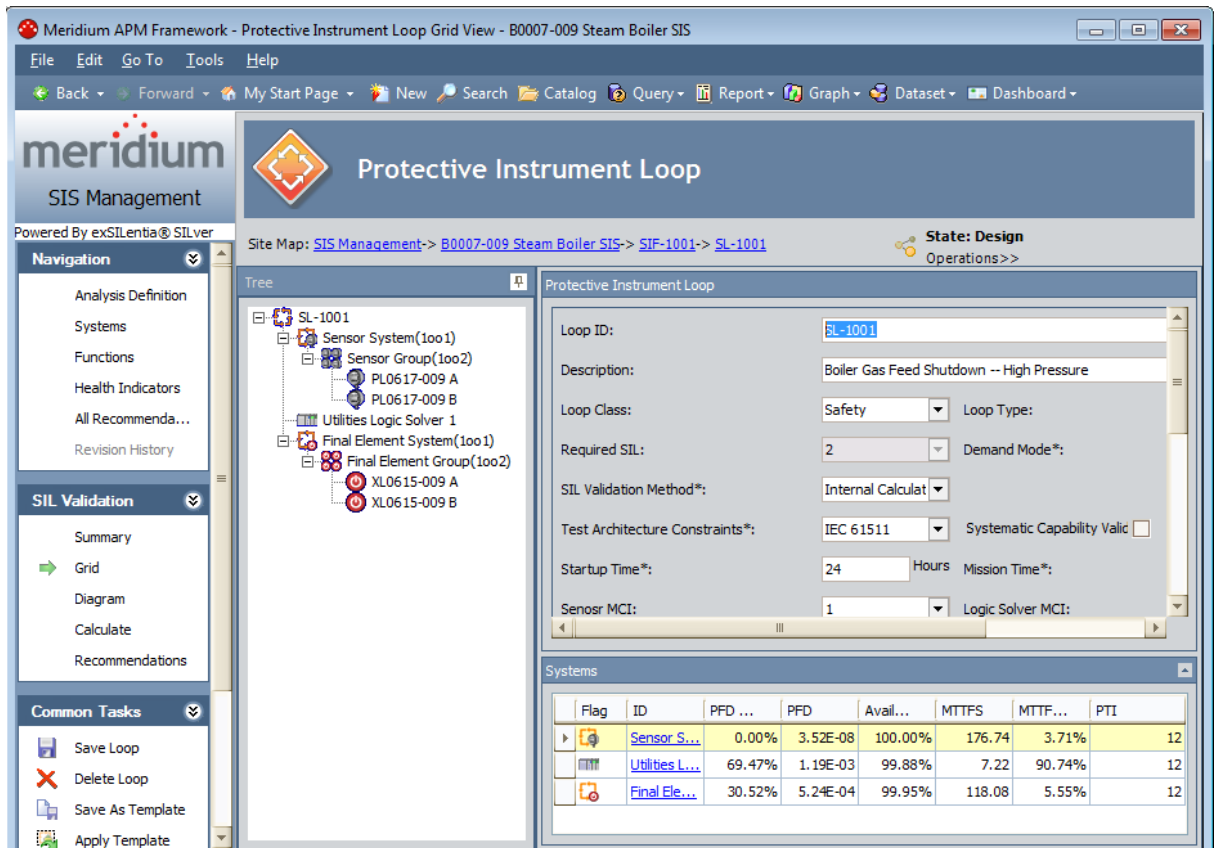 Meridium APM Framework - Protective Instrument Loop Grid View - B0007-009 Steam Boiler SIS
File Edit Go To Tools Help
Back Forward My Start Page New Search Catalog Query Report Graph Dataset Dashboard
meridium
SIS Management
Powered By exSILentia® SILver
Protective Instrument Loop
Site Map: SIS Management-> B0007-009 Steam Boiler SIS-> SIF-1001-> SL-1001
State: Design
Operations>>
Navigation
Analysis Definition
Systems
Functions
Health Indicators
All Recommenda...
Revision History
SIL Validation
Summary
Grid
Diagram
Calculate
Recommendations
Common Tasks
Save Loop
Delete Loop
Save As Template
Apply Template
Tree
SL-1001
Sensor System(1oo1)
Sensor Group(1oo2)
PL0617-009 A
PL0617-009 B
Utilities Logic Solver 1
Final Element System(1oo1)
Final Element Group(1oo2)
XL0615-009 A
XL0615-009 B
Protective Instrument Loop
Loop ID: SL-1001
Description: Boiler Gas Feed Shutdown -- High Pressure
Loop Class: Safety Loop Type:
Required SIL: 2 Demand Mode*:
SIL Validation Method*: Internal Calculat
Test Architecture Constraints*: IEC 61511 Systematic Capability Valid
Startup Time*: 24 Hours Mission Time*:
Senosr MCI: 1 Logic Solver MCI:
Systems
Flag ID PFD ... PFD Avail... MTTFS MTTF... PTI
Sensor S... 0.00% 3.52E-08 100.00% 176.74 3.71% 12
Utilities L... 69.47% 1.19E-03 99.88% 7.22 90.74% 12
Final Ele... 30.52% 5.24E-04 99.95% 118.08 5.55% 12